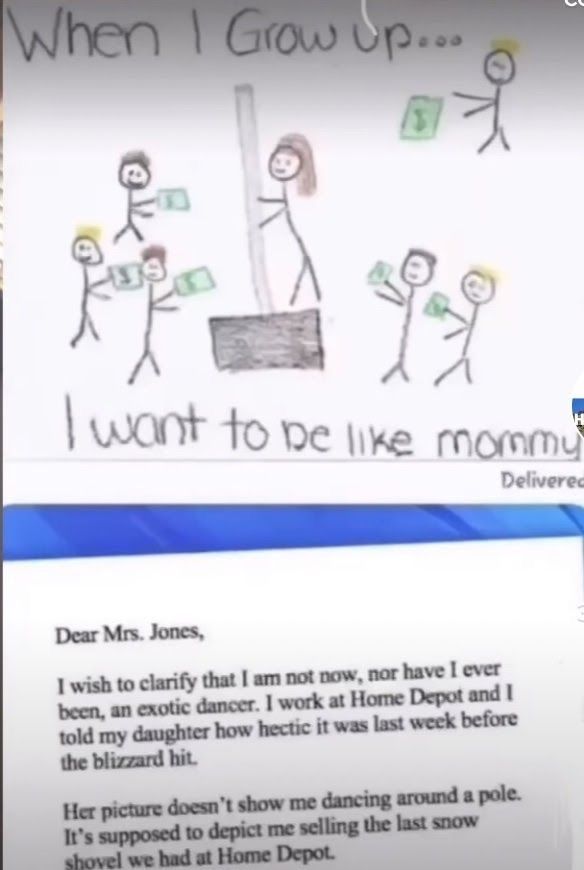 When I Grow up...
$
$
$
$
I want to be like mommy
Delivered
Dear Mrs. Jones,
I wish to clarify that I am not now, nor have I ever
been, an exotic dancer. I work at Home Depot and I
told my daughter how hectic it was last week before
the blizzard hit.
Her picture doesn't show me dancing around a pole.
It's supposed to depict me selling the last snow
shovel we had at Home Depot.